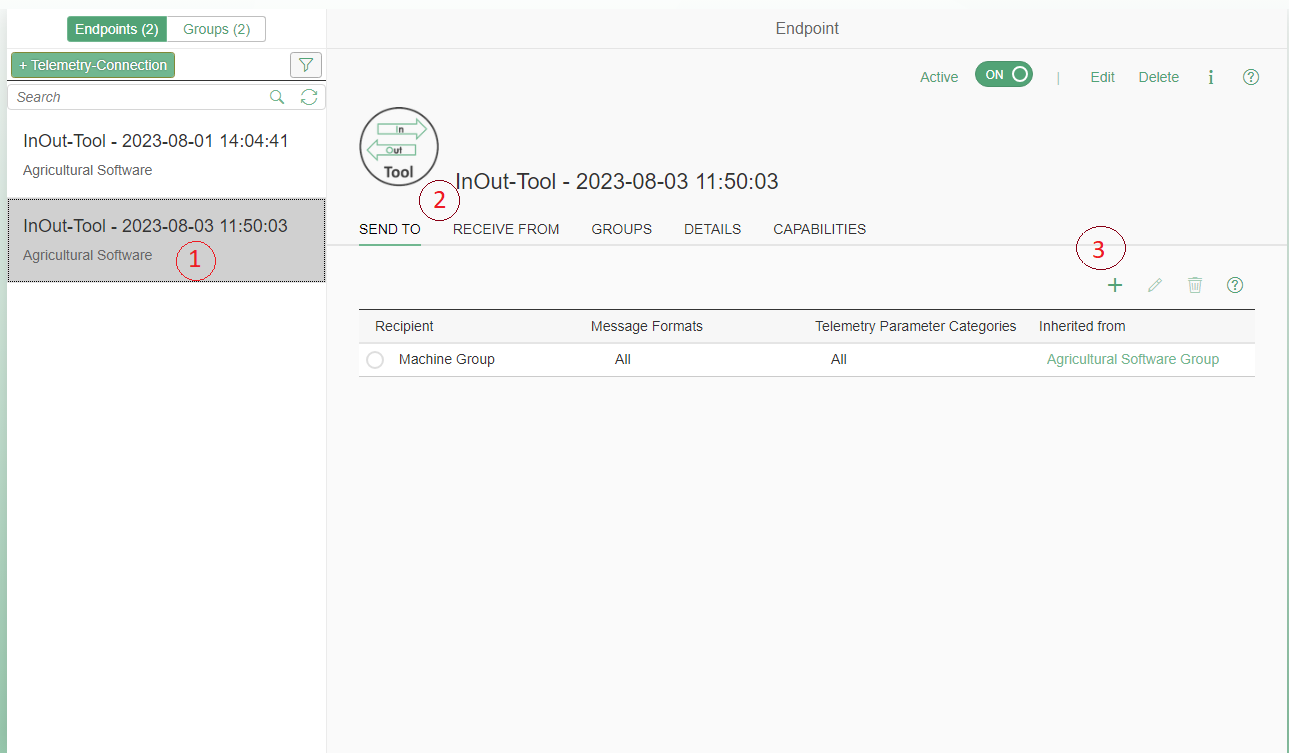 Endpoints (2) Groups (2)
Endpoint
+ Telemetry-Connection
Search
Active ON | Edit Delete i ?
InOut-Tool - 2023-08-01 14:04:41
Agricultural Software
In
Out
Tool
InOut-Tool - 2023-08-03 11:50:03
2
InOut-Tool - 2023-08-03 11:50:03
Agricultural Software
1
SEND TO RECEIVE FROM GROUPS DETAILS CAPABILITIES
3
+ ?
Recipient Message Formats Telemetry Parameter Categories Inherited from
Machine Group All All Agricultural Software Group